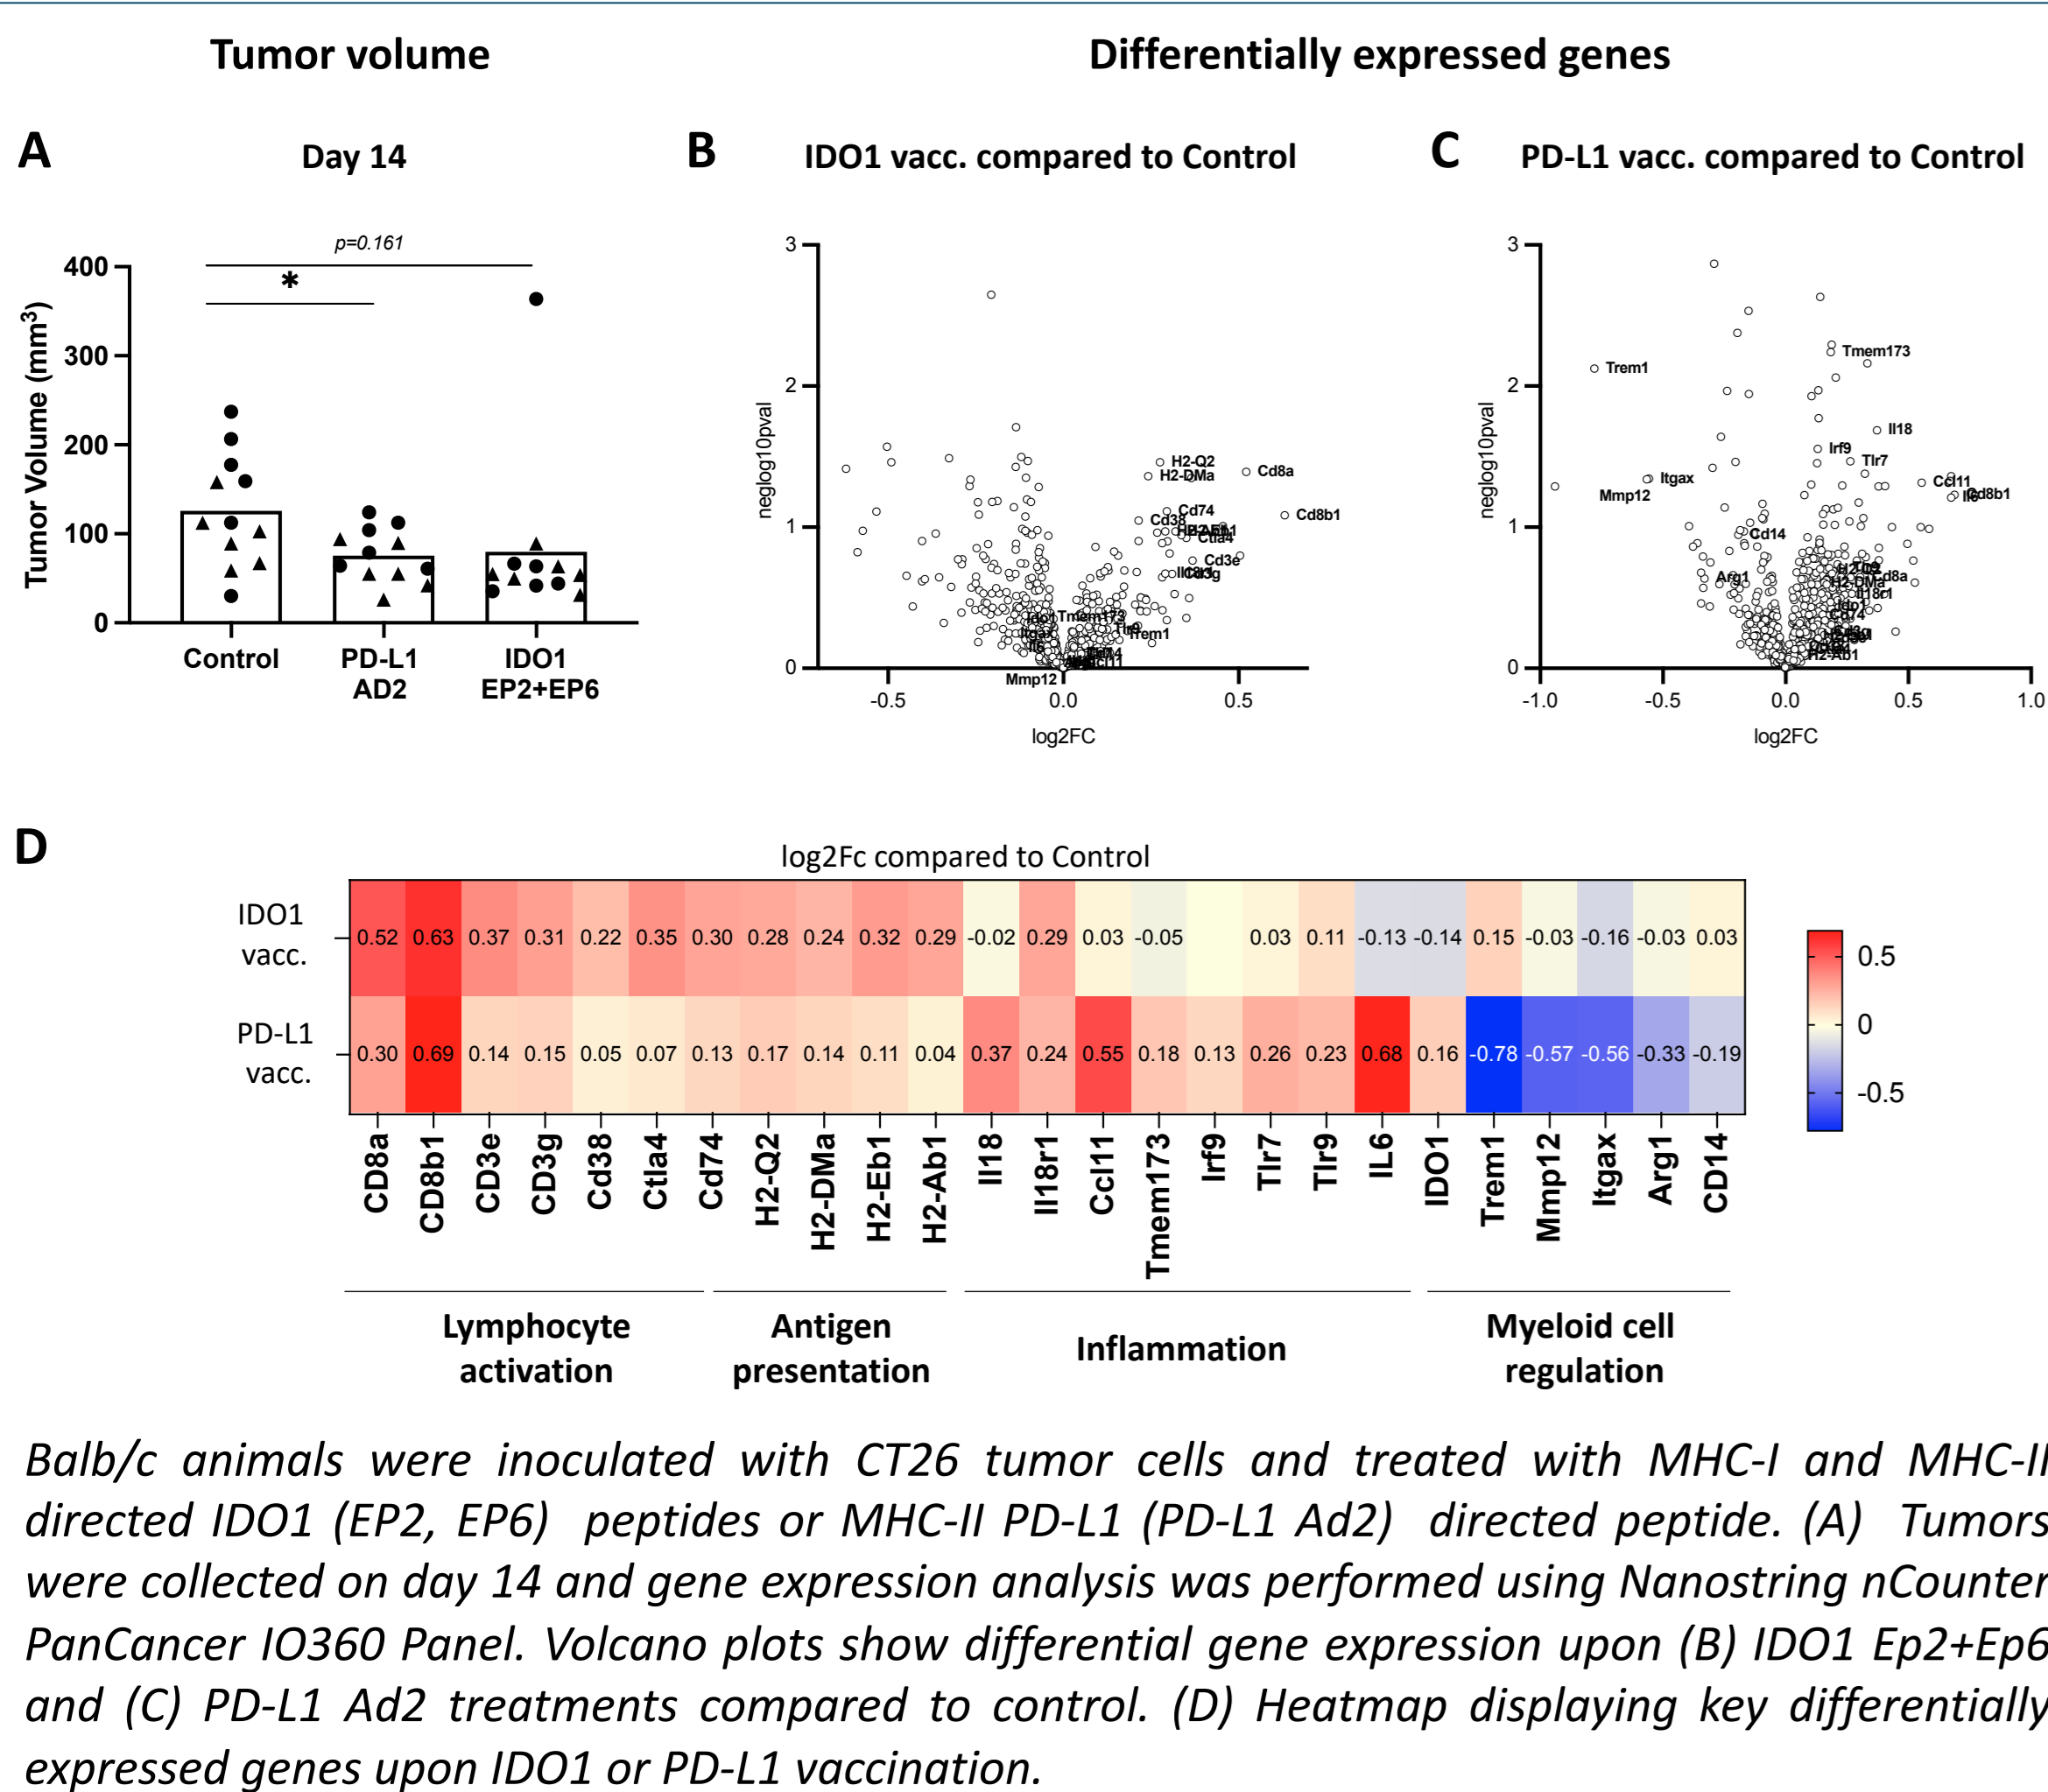 Tumor volume
Differentially expressed genes
A
Day 14
B
IDO1 vacc. compared to Control
C
PD-L1 vacc. compared to Control
p=0.161
*
Tumor Volume (mm³)
400
300
200
100
0
Control
PD-L1
AD2
IDO1
EP2+EP6
neglog10pval
3
2
1
0
H2-Q2
H2-DMa
Cd8a
Cd74
Cd38
Cd8b1
Ctla4
Cd3e
Cd3g
Ido1
Tmem173
Itgax
Tlr9
Trem1
Il6
Mmp12
-0.5
0.0
0.5
log2FC
neglog10pval
3
2
1
0
Trem1
Tmem173
Il18
Irf9
Tlr7
Itgax
Mmp12
Ccl11
Il6
Cd8b1
Cd14
Arg1
Cd8a
H2-DMa
Il18r1
Ido1
Cd74
H2-Ab1
-1.0
-0.5
0.0
0.5
1.0
log2FC
D
log2Fc compared to Control
IDO1
vacc.
0.52 0.63 0.37 0.31 0.22 0.35 0.30 0.28 0.24 0.32 0.29 -0.02 0.29 0.03 -0.05 0.03 0.11 -0.13 -0.14 0.15 -0.03 -0.16 -0.03 0.03
PD-L1
vacc.
0.30 0.69 0.14 0.15 0.05 0.07 0.13 0.17 0.14 0.11 0.04 0.37 0.24 0.55 0.18 0.13 0.26 0.23 0.68 0.16 -0.78 -0.57 -0.56 -0.33 -0.19
0.5
0
-0.5
CD8a CD8b1 CD3e CD3g Cd38 Ctla4 Cd74 H2-Q2 H2-DMa H2-Eb1 H2-Ab1 Il18 Il18r1 Ccl11 Tmem173 Irf9 Tlr7 Tlr9 IL6 IDO1 Trem1 Mmp12 Itgax Arg1 CD14
Lymphocyte
activation
Antigen
presentation
Inflammation
Myeloid cell
regulation
Balb/c animals were inoculated with CT26 tumor cells and treated with MHC-I and MHC-II
directed IDO1 (EP2, EP6) peptides or MHC-II PD-L1 (PD-L1 Ad2) directed peptide. (A) Tumors
were collected on day 14 and gene expression analysis was performed using Nanostring nCounter
PanCancer IO360 Panel. Volcano plots show differential gene expression upon (B) IDO1 Ep2+Ep6
and (C) PD-L1 Ad2 treatments compared to control. (D) Heatmap displaying key differentially
expressed genes upon IDO1 or PD-L1 vaccination.